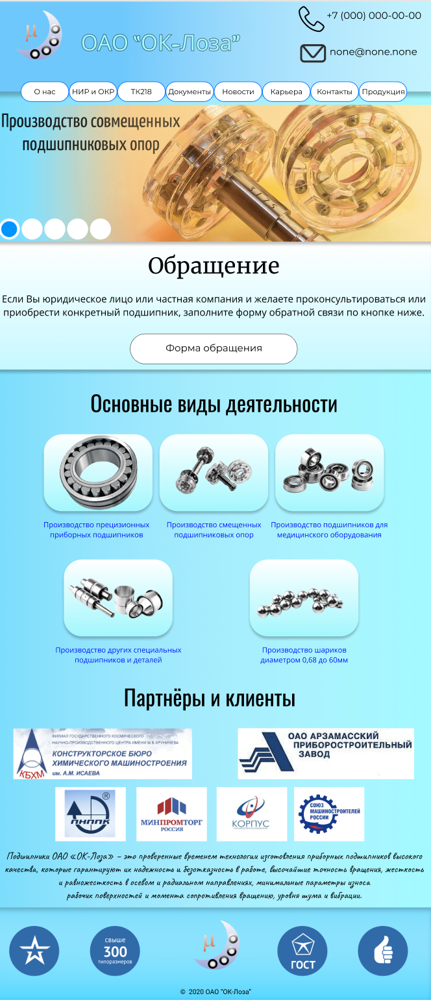 μ
ОАО “ОК-Лоза”
+7 (000) 000-00-00
none@none.none
О нас
НИР и ОКР
ТК218
Документы
Новости
Карьера
Контакты
Продукция
Производство совмещенных
подшипниковых опор
Обращение
Если Вы юридическое лицо или частная компания и желаете проконсультироваться или
приобрести конкретный подшипник, заполните форму обратной связи по кнопке ниже.
Форма обращения
Основные виды деятельности
Производство прецизионных
приборных подшипников
Производство смещенных
подшипниковых опор
Производство подшипников для
медицинского оборудования
Производство других специальных
подшипников и деталей
Производство шариков
диаметром 0,68 до 60мм
Партнёры и клиенты
ФИЛИАЛ ГОСУДАРСТВЕННОГО КОСМИЧЕСКОГО
НАУЧНО-ПРОИЗВОДСТВЕННОГО ЦЕНТРА ИМЕНИ М.В.ХРУНИЧЕВА
КОНСТРУКТОРСКОЕ БЮРО
ХИМИЧЕСКОГО МАШИНОСТРОЕНИЯ
им. А.М. ИСАЕВА
КБХМ
ОАО АРЗАМАССКИЙ
ПРИБОРОСТРОИТЕЛЬНЫЙ
ЗАВОД
®
ПНППК
МИНПРОМТОРГ
РОССИИ
КОРПУС
СОЮЗ
МАШИНОСТРОИТЕЛЕЙ
РОССИИ
Подшипники ОАО «ОК-Лоза» – это проверенные временем технологии изготовления приборных подшипников высокого
качества, которые гарантируют их надежность и безотказность в работе, высочайшие точность вращения, жесткость
и равножесткость в осевом и радиальном направлениях, минимальные параметры износа
рабочих поверхностей и момента сопротивления вращению, уровня шума и вибрации.
свыше
300
типоразмеров
μ
ГОСТ
© 2020 ОАО “ОК-Лоза”